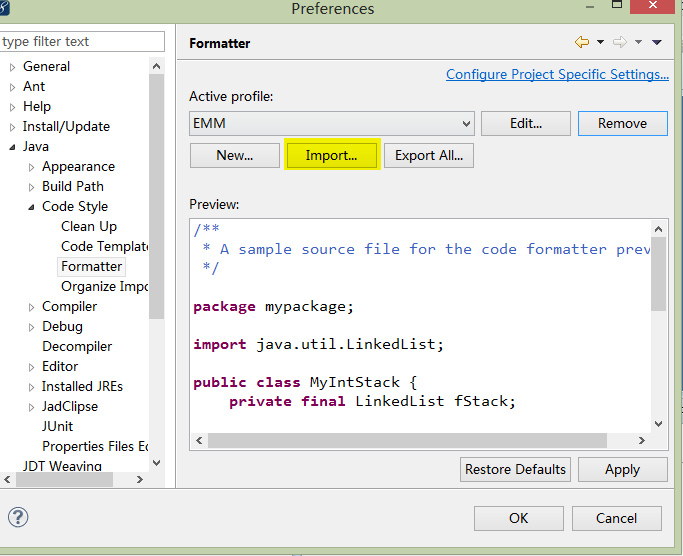 Preferences
type filter text
General
Ant
Help
Install/Update
Java
Appearance
Build Path
Code Style
Clean Up
Code Template
Formatter
Organize Impo
Compiler
Debug
Decompiler
Editor
Installed JREs
JadClipse
JUnit
Properties Files Ed
JDT Weaving
Formatter
Configure Project Specific Settings...
Active profile:
EMM
Edit...
Remove
New...
Import...
Export All...
Preview:
/**
* A sample source file for the code formatter prev
*/
package mypackage;
import java.util.LinkedList;
public class MyIntStack {
private final LinkedList fStack;
Restore Defaults
Apply
?
OK
Cancel